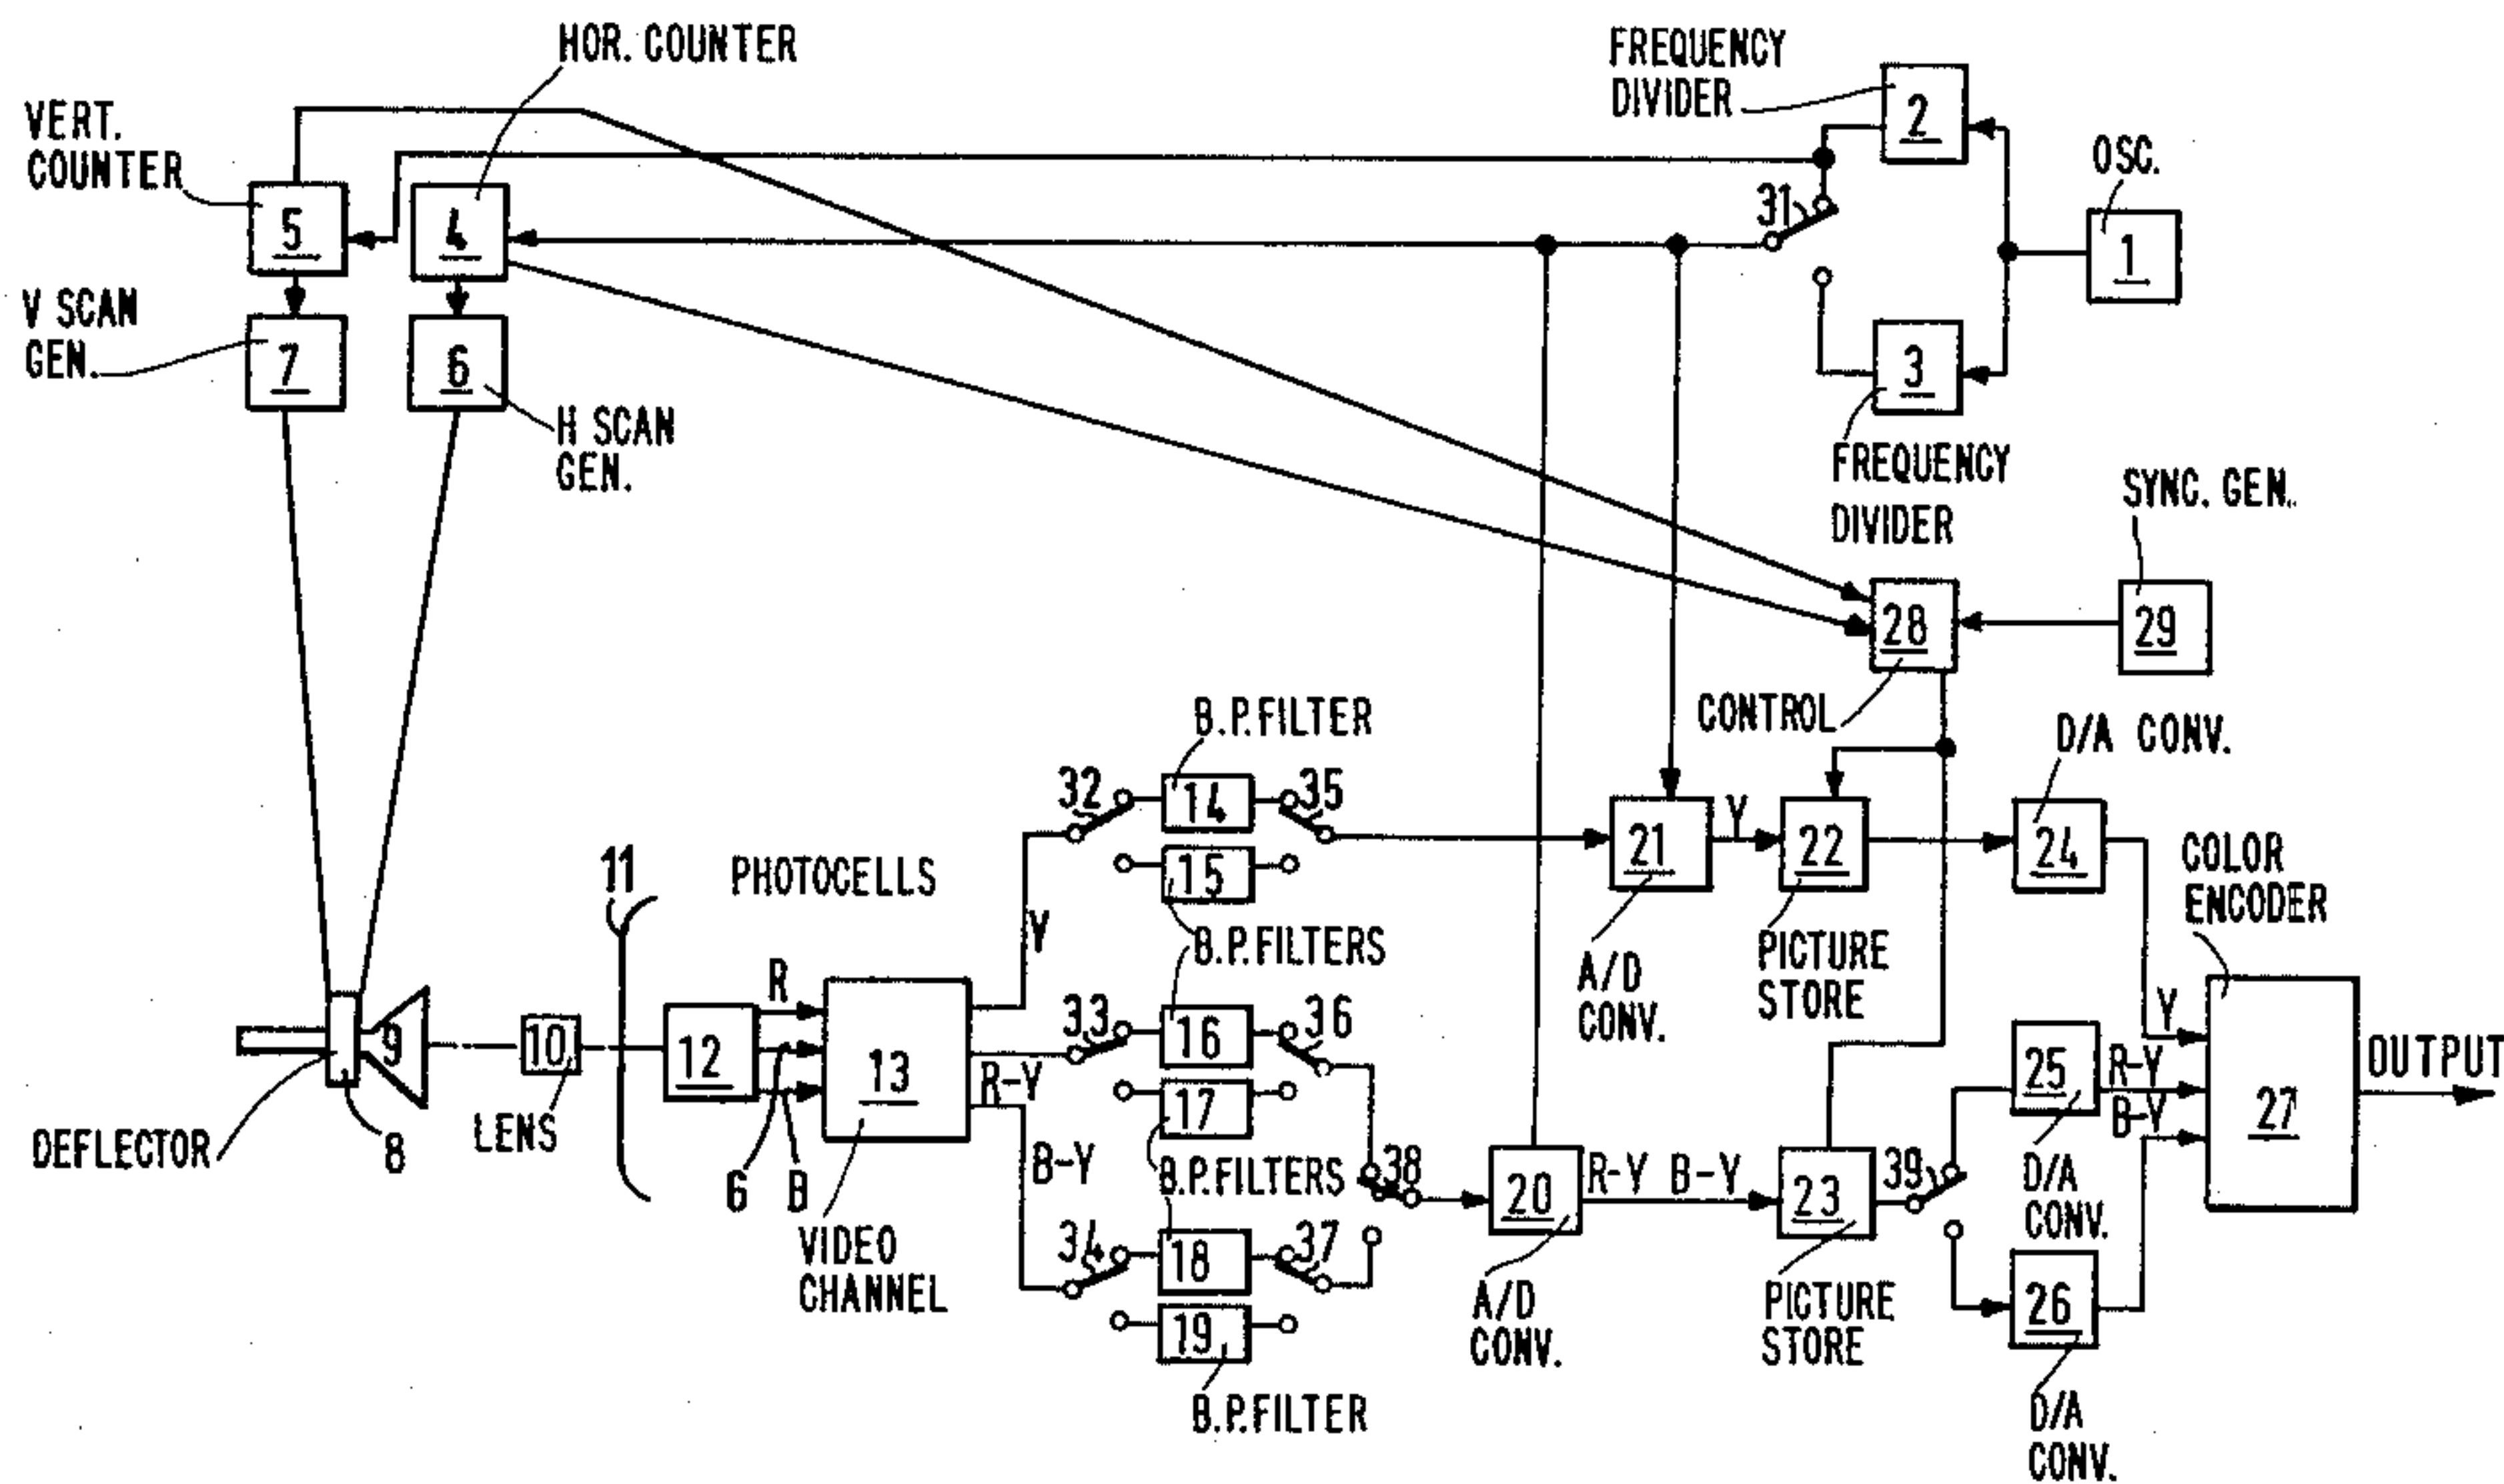 HOR. COUNTER
FREQUENCY
DIVIDER
2
VERT.
COUNTER
OSC.
31
5
4
1
V SCAN
GEN.
7
6
3
H SCAN
GEN.
FREQUENCY
DIVIDER
SYNC. GEN.
28
29
CONTROL
B.P.FILTER
D/A CONV.
32
14
35
21
Y
22
24
15
COLOR
ENCODER
11
PHOTOCELLS
Y
B.P.FILTERS
A/D
CONV.
PICTURE
STORE
R
33
16
36
Y
9
10
12
13
R-Y
17
25
R-Y
B-Y
27
OUTPUT
DEFLECTOR
8
LENS
6
B
B-Y
B.P.FILTERS
38
20
R-Y B-Y
23
39
D/A
CONV.
VIDEO
CHANNEL
34
18
37
19
A/D
CONV.
PICTURE
STORE
26
B.P.FILTER
D/A
CONV.